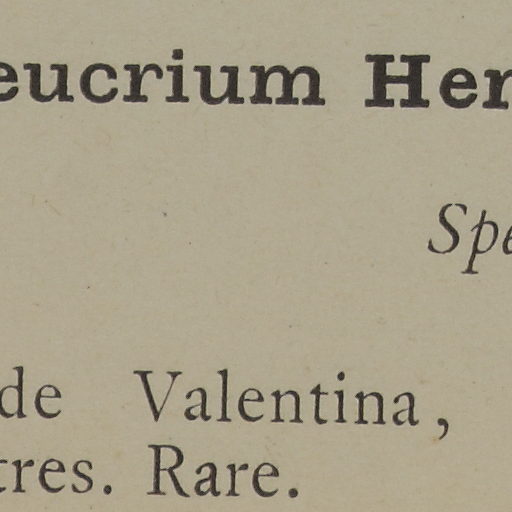 eucrium Her
Spe
de Valentina,
tres. Rare.